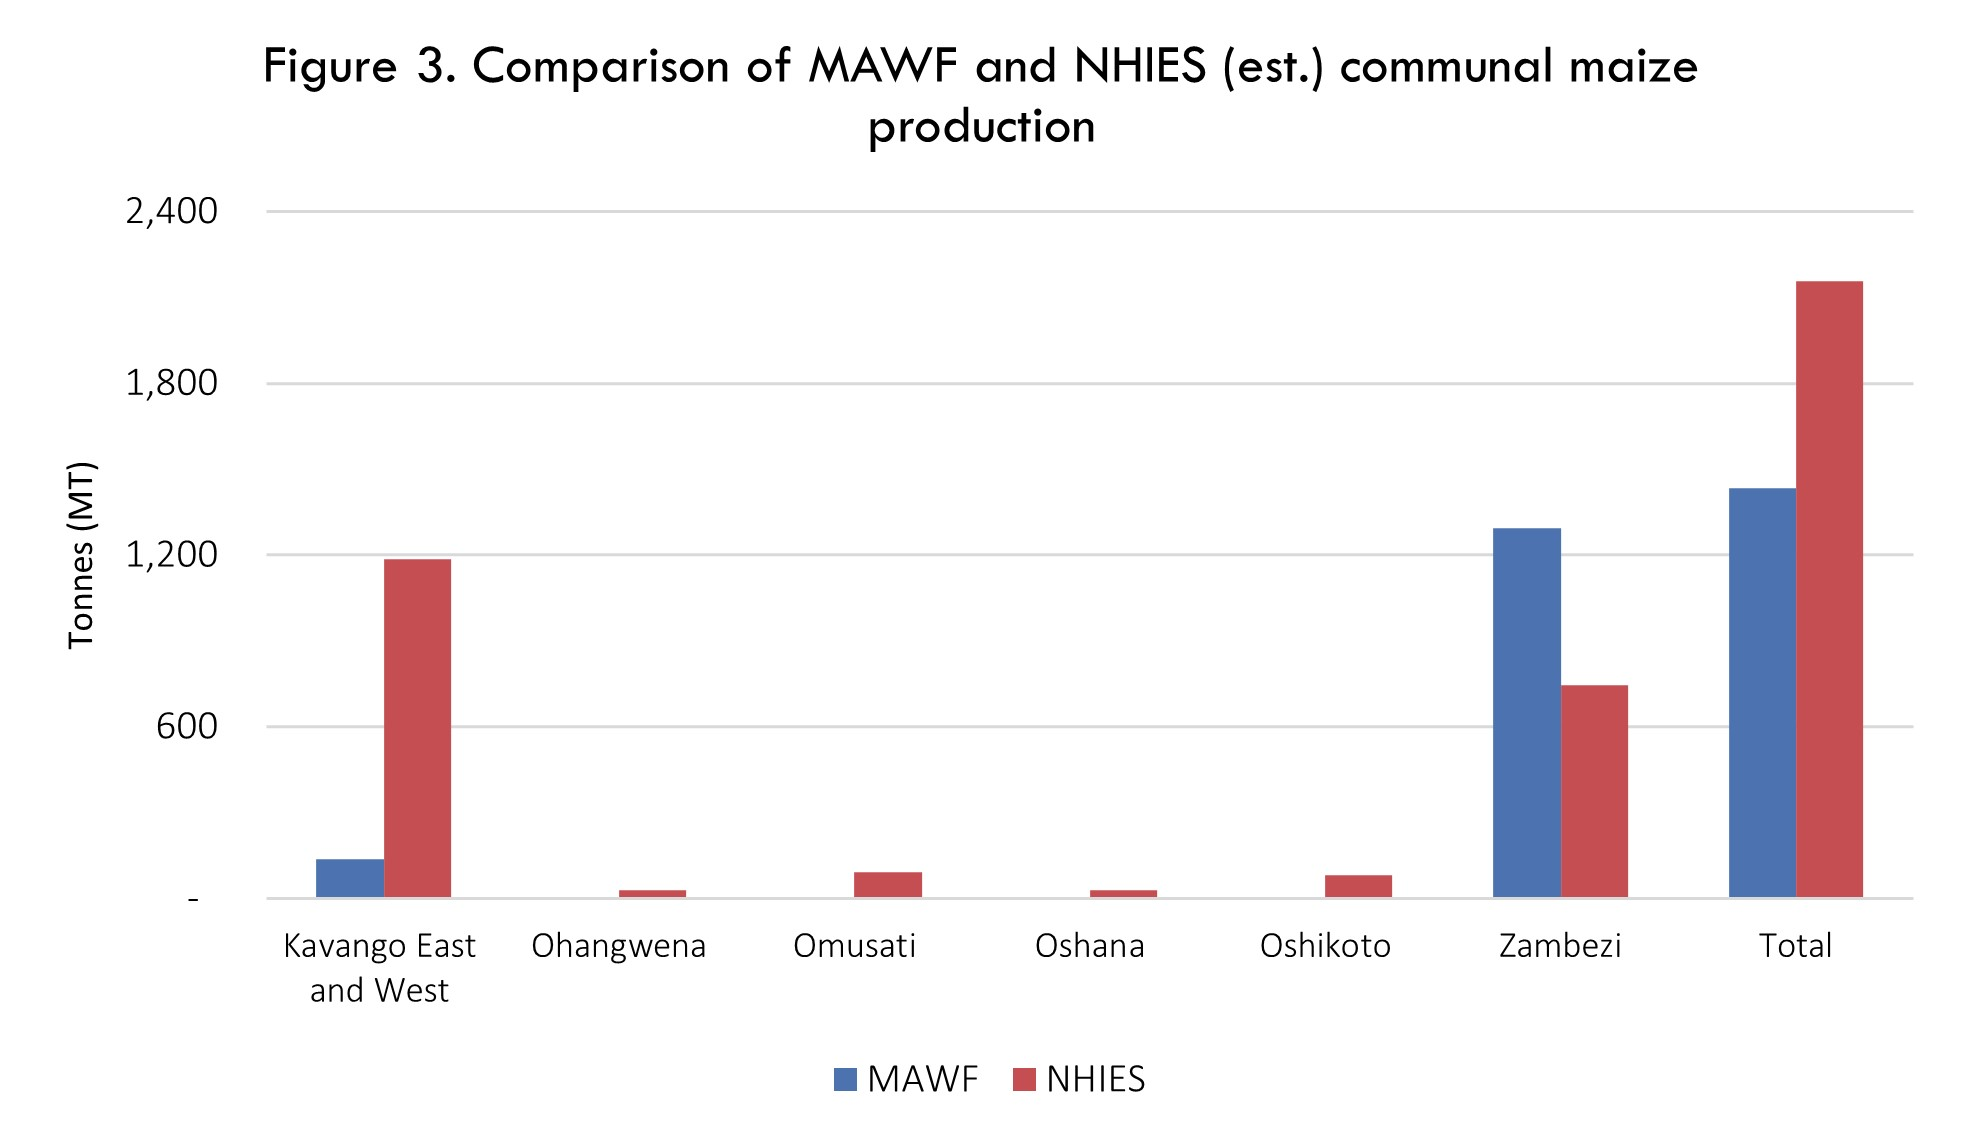 Figure 3. Comparison of MAWF and NHIES (est.) communal maize
production
2,400
1,800
1,200
600
-
Tonnes (MT)
Kavango East
and West
Ohangwena
Omusati
Oshana
Oshikoto
Zambezi
Total
MAWF
NHIES